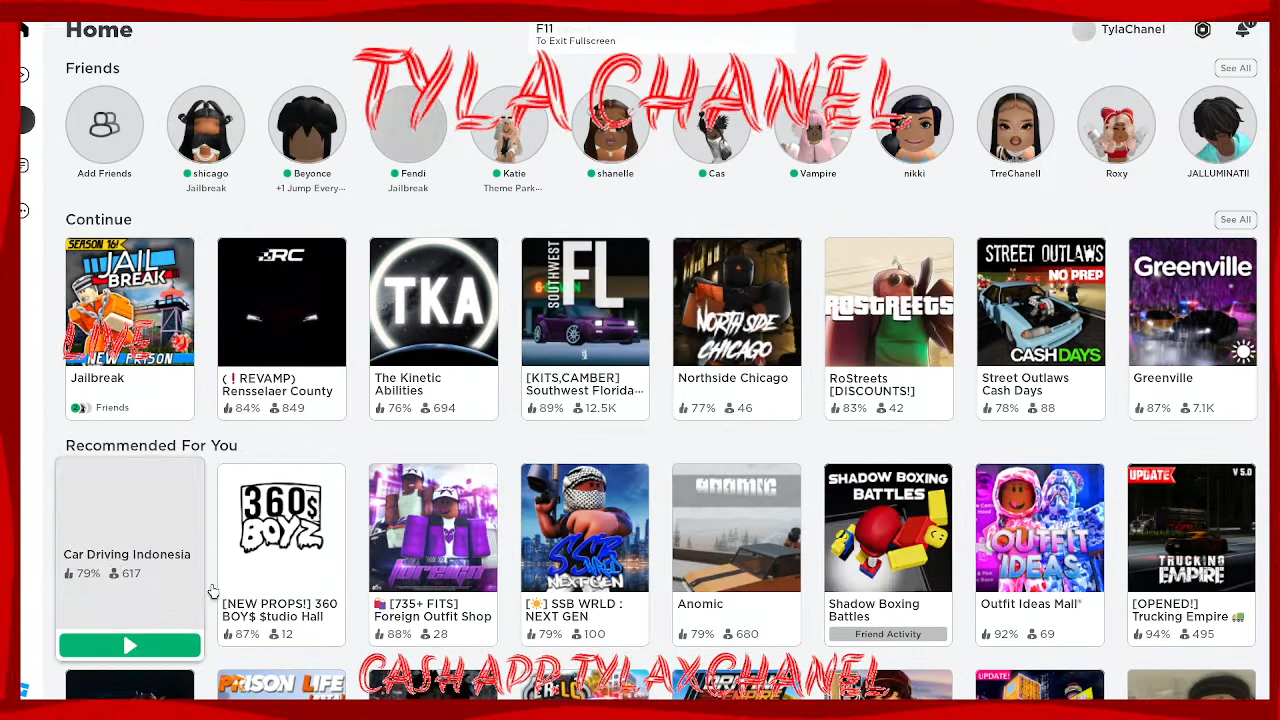 Home
F11
To Exit Fullscreen
TylaChanel
TYLA CHANEL
Friends
See All
Add Friends
shicago
Jailbreak
Beyonce
+1 Jump Every...
Fendi
Jailbreak
Katie
Theme Park...
shanelle
Cas
Vampire
nikki
TrreChanell
Roxy
JALLUMINATII
Continue
See All
SEASON 16!
JAIL
BREAK
LIVE
NEW PRISON
RC
TKA
SOUTHWEST
FL
NORTH SIDE
CHICAGO
ROSTREETS
STREET OUTLAWS
NO PREP
CASH DAYS
Greenville
Jailbreak
Friends
(❗REVAMP)
Rensselaer County
84% 849
The Kinetic
Abilities
76% 694
[KITS,CAMBER]
Southwest Florida...
89% 12.5K
Northside Chicago
77% 46
RoStreets
[DISCOUNTS!]
83% 42
Street Outlaws
Cash Days
78% 88
Greenville
87% 7.1K
Recommended For You
Car Driving Indonesia
79% 617
360$
BOYZ
foreign
SSB
NEXT GEN
anomic
SHADOW BOXING
BATTLES
OUTFIT
IDEAS
UPDATE
V 5.0
TRUCKING
EMPIRE
[NEW PROPS!] 360
BOY$ $tudio Hall
87% 12
🛍️ [735+ FITS]
Foreign Outfit Shop
88% 28
[☀️] SSB WRLD :
NEXT GEN
79% 100
Anomic
79% 680
Shadow Boxing
Battles
Friend Activity
Outfit Ideas Mall®
92% 69
[OPENED!]
Trucking Empire 🚛
94% 495
CASH APP TYLAXCHANEL
PRISON LIFE
UPDATE!